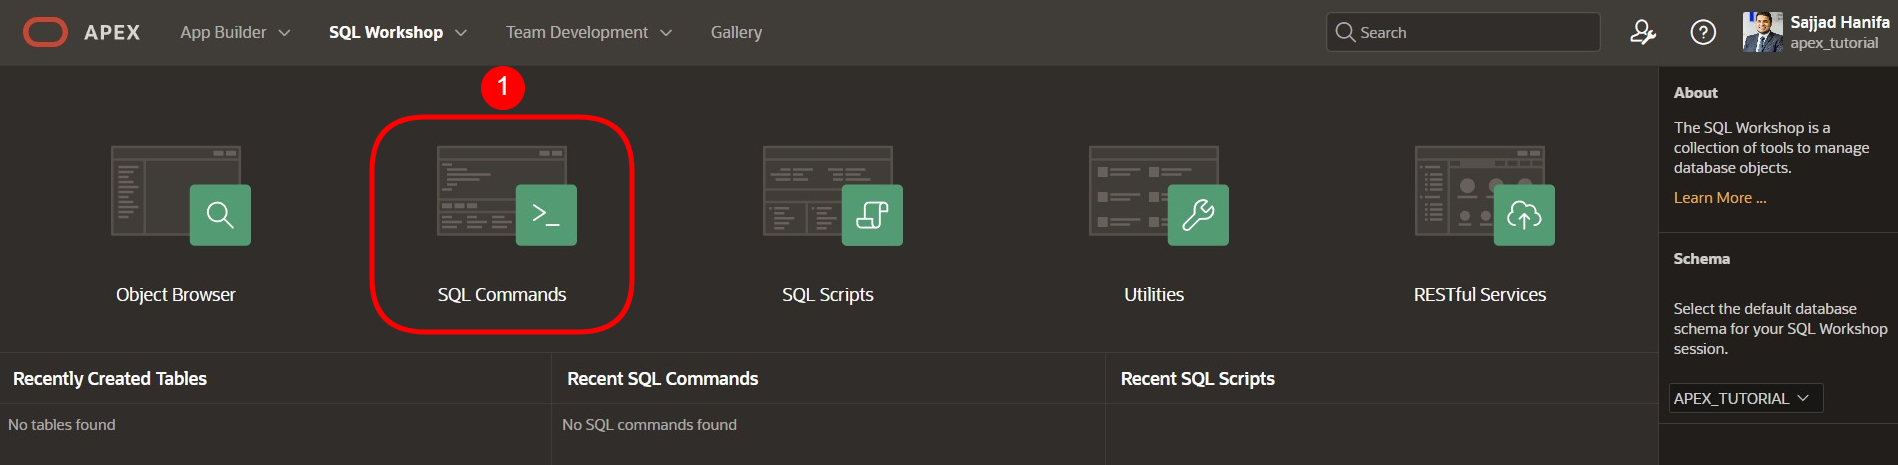 APEX
App Builder
SQL Workshop
Team Development
Gallery
Search
Sajjad Hanifa
apex_tutorial
1
Object Browser
SQL Commands
SQL Scripts
Utilities
RESTful Services
About
The SQL Workshop is a
collection of tools to manage
database objects.
Learn More ...
Schema
Select the default database
schema for your SQL Workshop
session.
APEX_TUTORIAL
Recently Created Tables
No tables found
Recent SQL Commands
No SQL commands found
Recent SQL Scripts